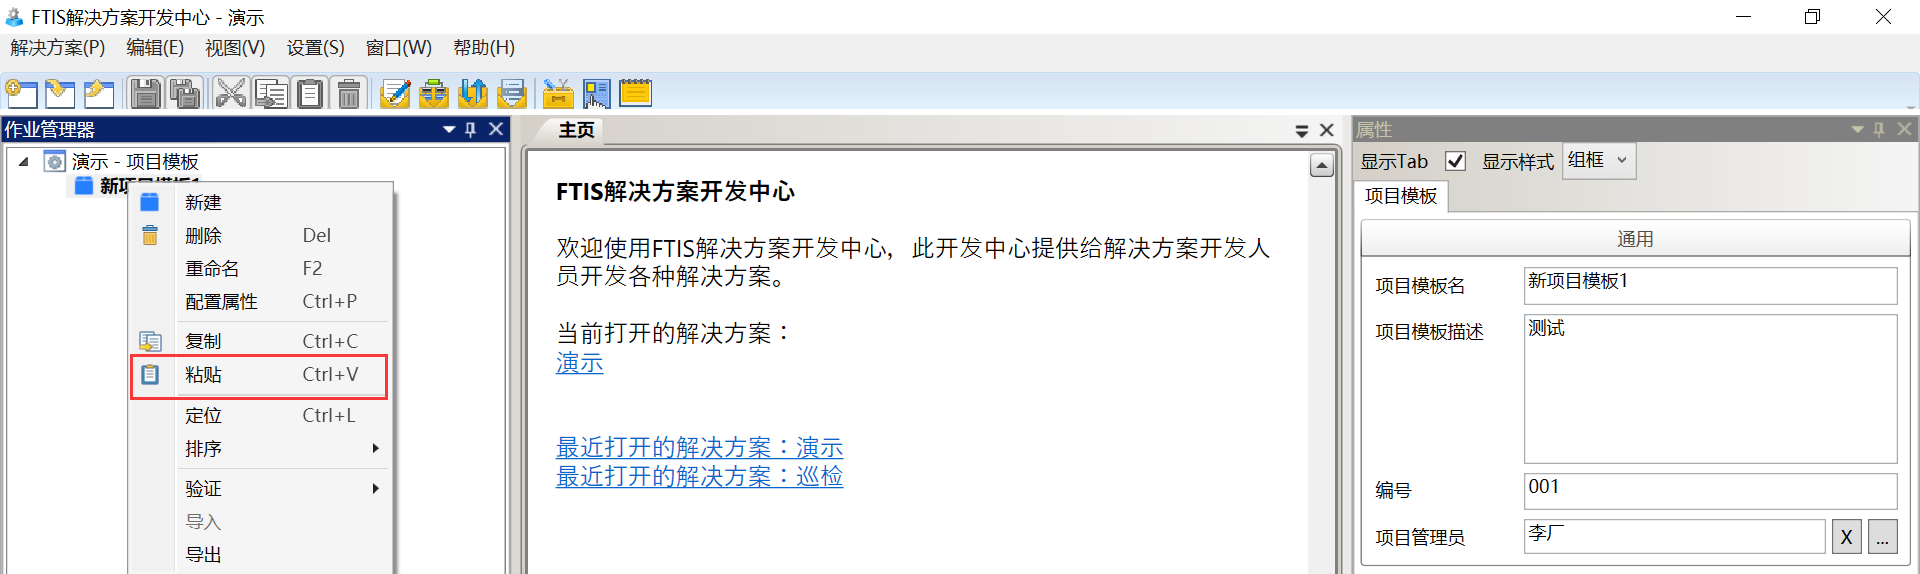 FTIS解决方案开发中心 - 演示
解决方案(P) 编辑(E) 视图(V) 设置(S) 窗口(W) 帮助(H)
作业管理器
演示 - 项目模板
新项目模板1
新建
删除 Del
重命名 F2
配置属性 Ctrl+P
复制 Ctrl+C
粘贴 Ctrl+V
定位 Ctrl+L
排序
验证
导入
导出
主页
FTIS解决方案开发中心
欢迎使用FTIS解决方案开发中心，此开发中心提供给解决方案开发人
员开发各种解决方案。
当前打开的解决方案：
演示
最近打开的解决方案：演示
最近打开的解决方案：巡检
属性
显示Tab 显示样式 组框
项目模板
通用
项目模板名 新项目模板1
项目模板描述 测试
编号 001
项目管理员 李厂 X ...